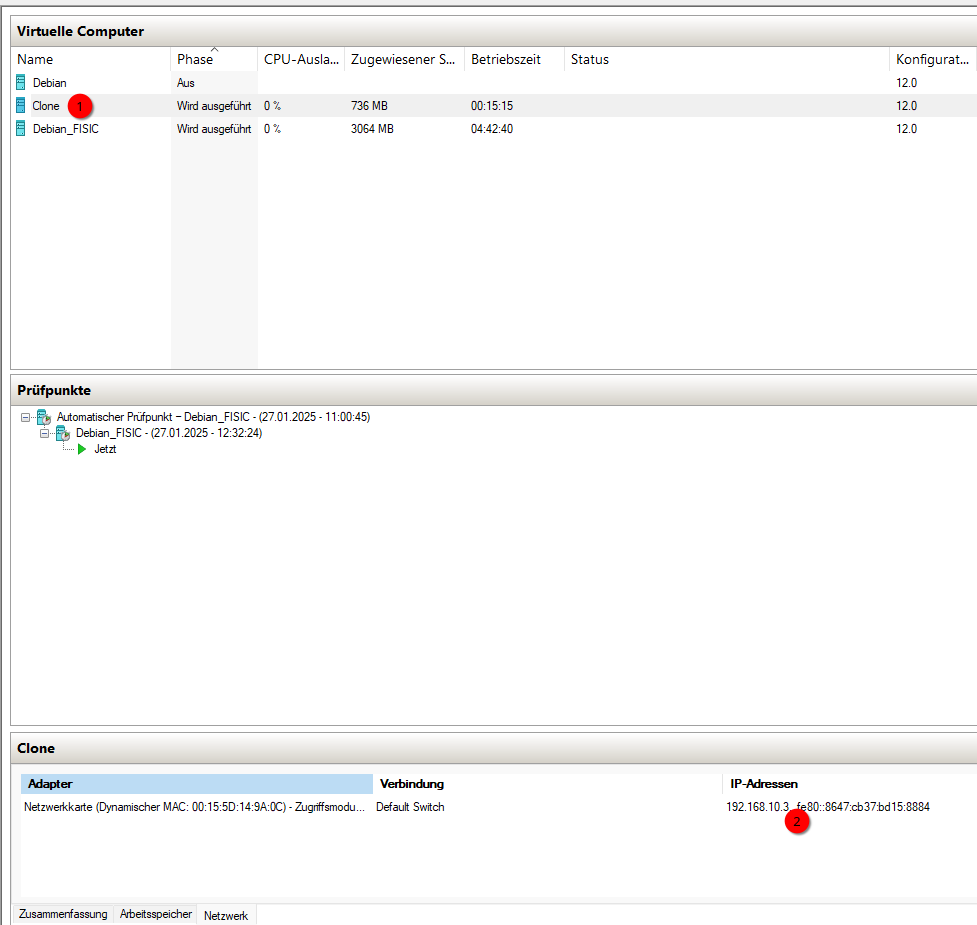 Virtuelle Computer
Name Phase CPU-Ausla... Zugewiesener S... Betriebszeit Status Konfigurat...
Debian Aus 12.0
Clone 1 Wird ausgeführt 0 % 736 MB 00:15:15 12.0
Debian_FISIC Wird ausgeführt 0 % 3064 MB 04:42:40 12.0
Prüfpunkte
Automatischer Prüfpunkt – Debian_FISIC - (27.01.2025 - 11:00:45)
Debian_FISIC - (27.01.2025 - 12:32:24)
Jetzt
Clone
Adapter Verbindung IP-Adressen
Netzwerkkarte (Dynamischer MAC: 00:15:5D:14:9A:0C) - Zugriffsmodu... Default Switch 192.168.10.3, fe80::8647:cb37:bd15:8884
2
Zusammenfassung Arbeitsspeicher Netzwerk